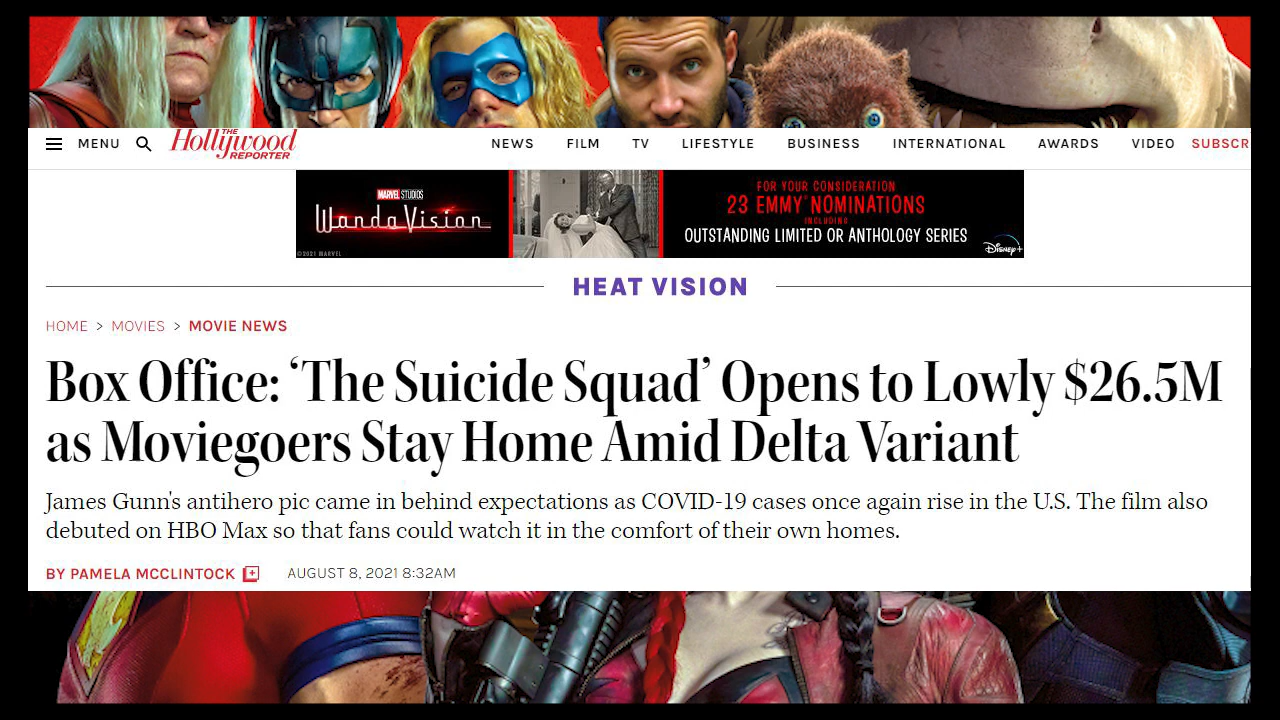 MENU
THE
Hollywood
REPORTER
NEWS FILM TV LIFESTYLE BUSINESS INTERNATIONAL AWARDS VIDEO SUBSCR
MARVEL STUDIOS
WandaVision
©2021 MARVEL
FOR YOUR CONSIDERATION
23 EMMY® NOMINATIONS
INCLUDING
OUTSTANDING LIMITED OR ANTHOLOGY SERIES
Disney+
HEAT VISION
HOME > MOVIES > MOVIE NEWS
Box Office: ‘The Suicide Squad’ Opens to Lowly $26.5M
as Moviegoers Stay Home Amid Delta Variant
James Gunn's antihero pic came in behind expectations as COVID-19 cases once again rise in the U.S. The film also
debuted on HBO Max so that fans could watch it in the comfort of their own homes.
BY PAMELA MCCLINTOCK AUGUST 8, 2021 8:32AM